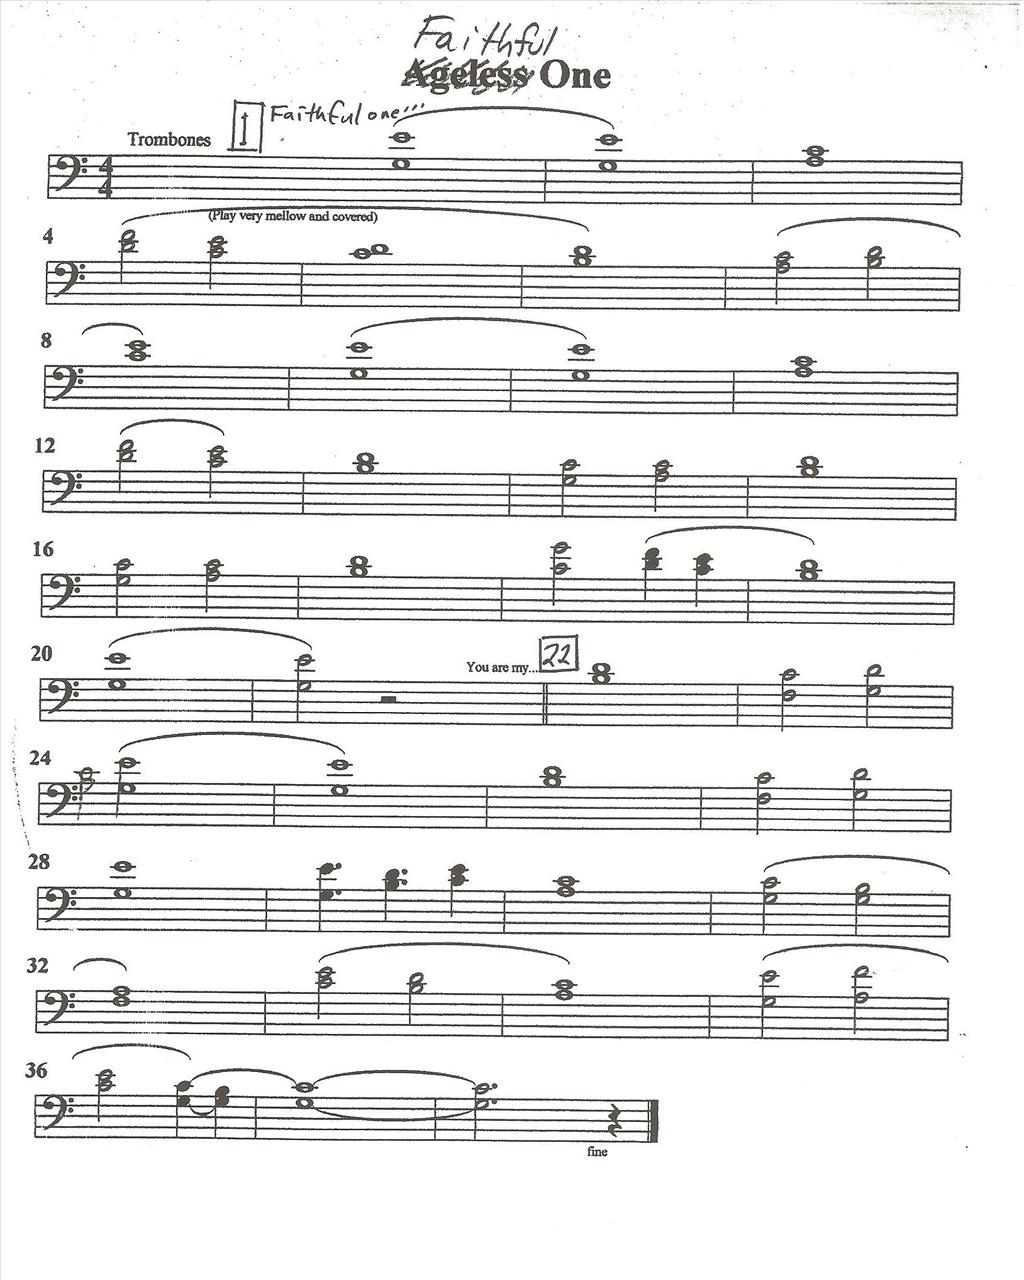 Faithful
Ageless One
1 Faithful one...
Trombones
4
4
(Play very mellow and covered)
4
8
12
16
20
You are my... 22
24
28
32
36
fine